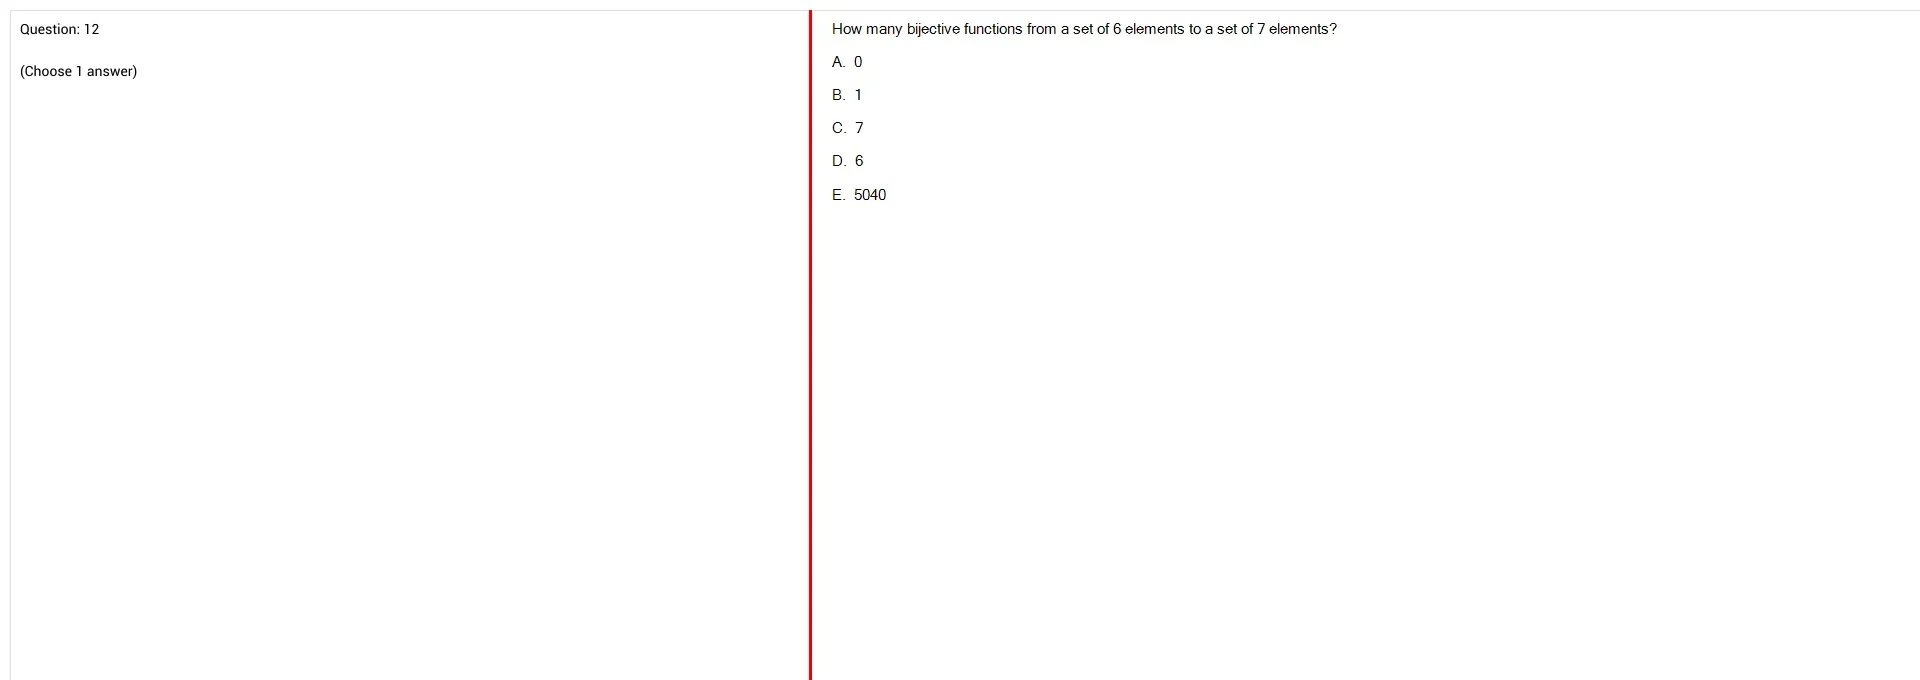 Question: 12
(Choose 1 answer)
How many bijective functions from a set of 6 elements to a set of 7 elements?
A. 0
B. 1
C. 7
D. 6
E. 5040